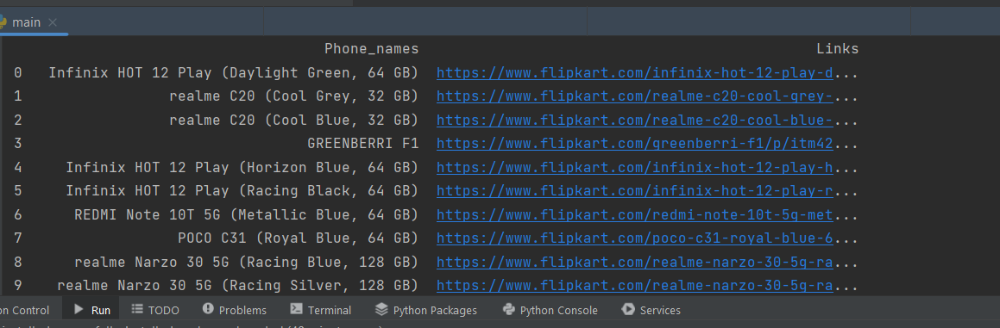 main
Phone_names Links
0 Infinix HOT 12 Play (Daylight Green, 64 GB) https://www.flipkart.com/infinix-hot-12-play-d...
1 realme C20 (Cool Grey, 32 GB) https://www.flipkart.com/realme-c20-cool-grey-...
2 realme C20 (Cool Blue, 32 GB) https://www.flipkart.com/realme-c20-cool-blue-...
3 GREENBERRI F1 https://www.flipkart.com/greenberri-f1/p/itm42...
4 Infinix HOT 12 Play (Horizon Blue, 64 GB) https://www.flipkart.com/infinix-hot-12-play-h...
5 Infinix HOT 12 Play (Racing Black, 64 GB) https://www.flipkart.com/infinix-hot-12-play-r...
6 REDMI Note 10T 5G (Metallic Blue, 64 GB) https://www.flipkart.com/redmi-note-10t-5g-met...
7 POCO C31 (Royal Blue, 64 GB) https://www.flipkart.com/poco-c31-royal-blue-6...
8 realme Narzo 30 5G (Racing Blue, 128 GB) https://www.flipkart.com/realme-narzo-30-5g-ra...
9 realme Narzo 30 5G (Racing Silver, 128 GB) https://www.flipkart.com/realme-narzo-30-5g-ra...
on Control Run TODO Problems Terminal Python Packages Python Console Services